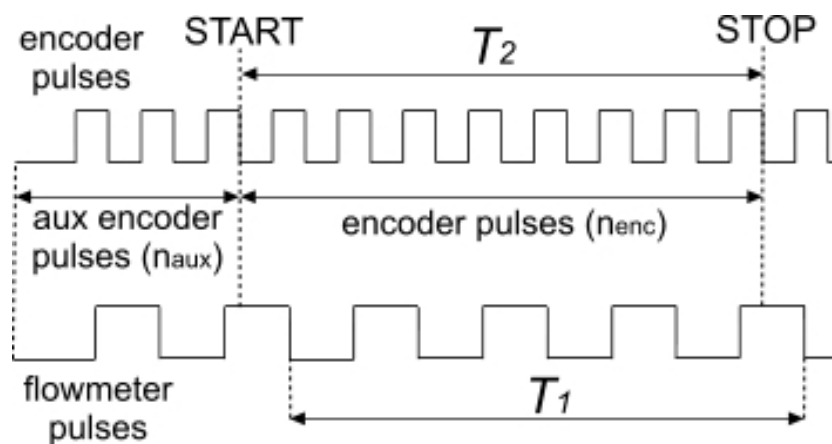 encoder
pulses
START
T2
STOP
aux encoder
pulses (naux)
encoder pulses (nenc)
flowmeter
pulses
T1